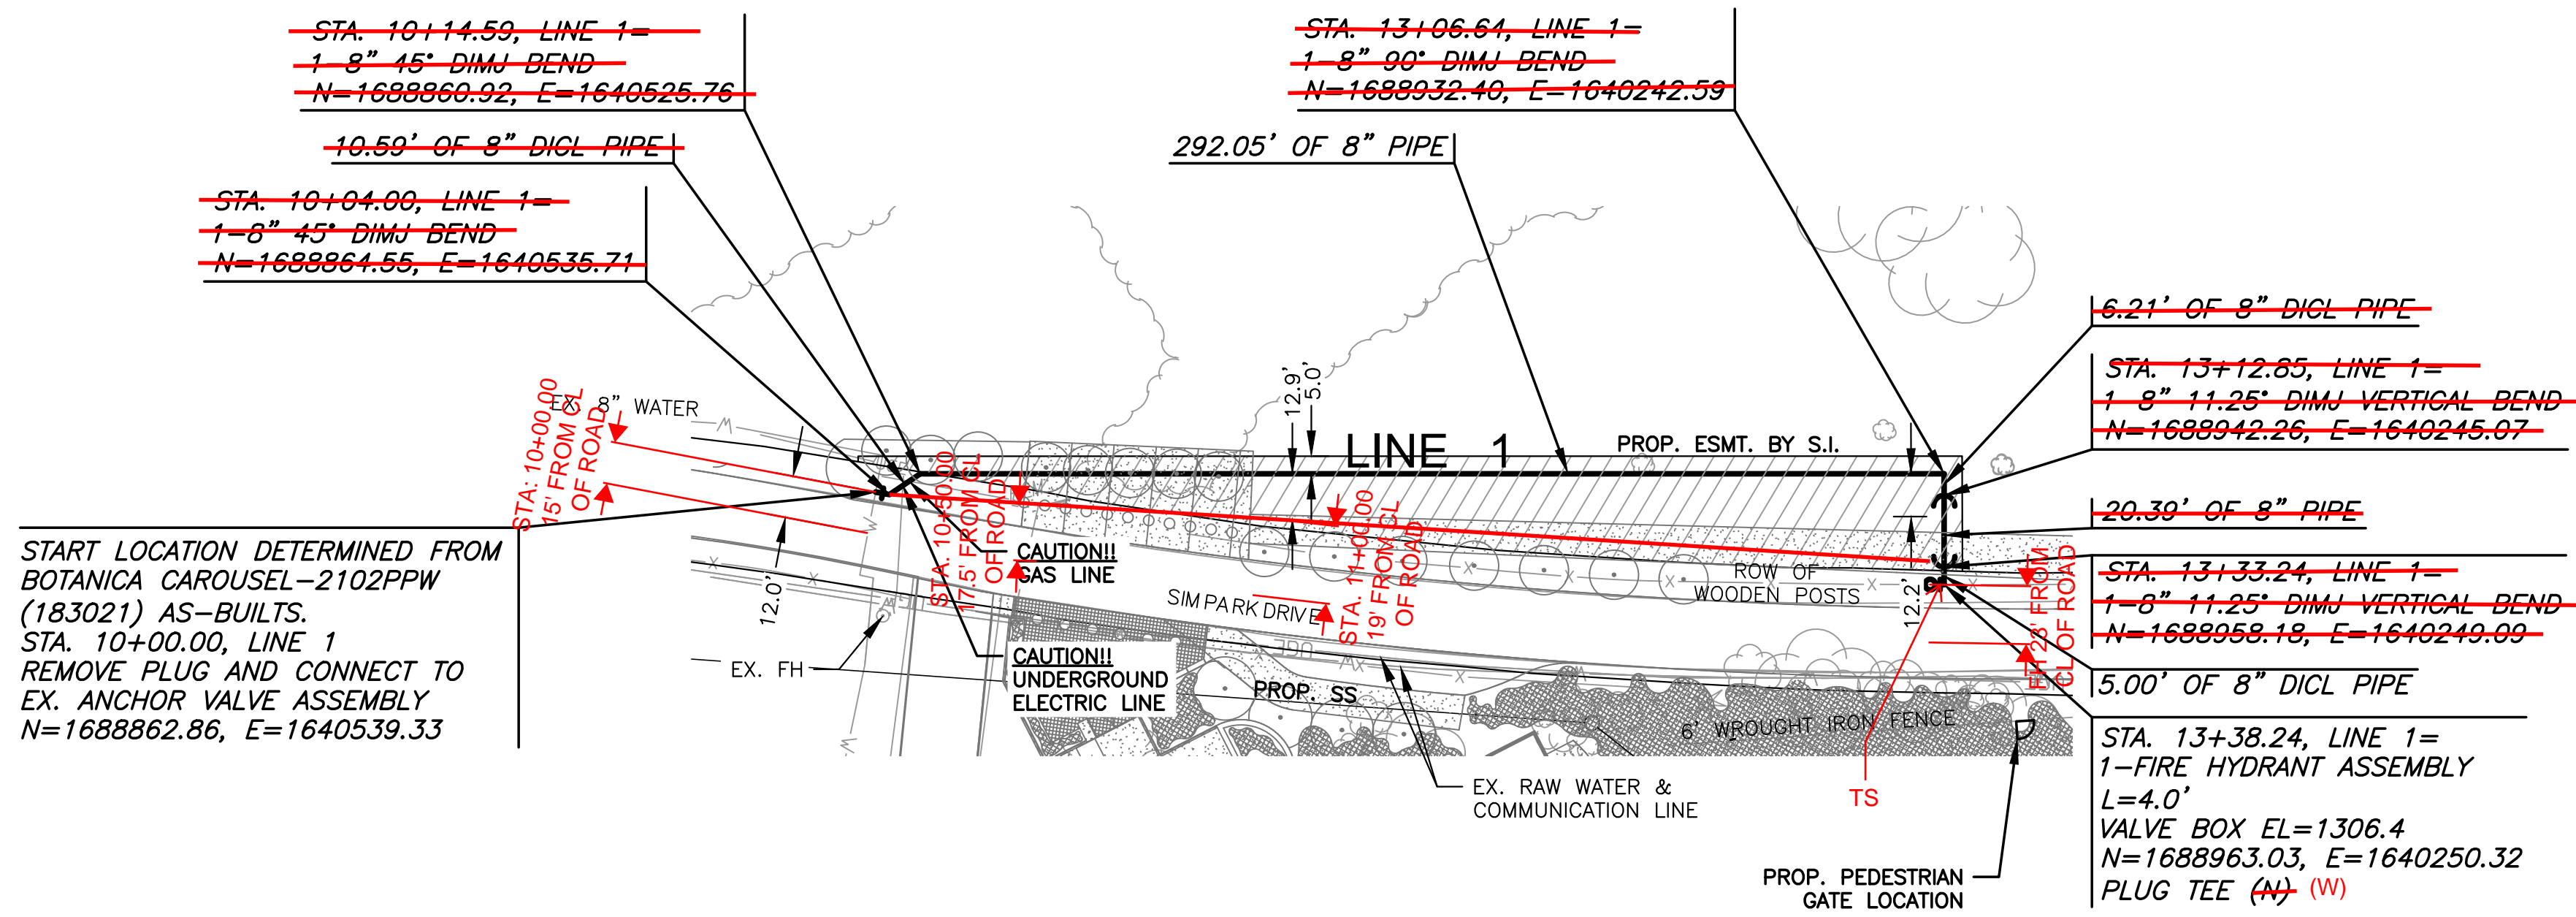 STA. 10+14.59, LINE 1=
1-8" 45° DIMJ BEND
N=1688860.92, E=1640525.76
10.59' OF 8" DICL PIPE
STA. 10+04.00, LINE 1=
1-8" 45° DIMJ BEND
N=1688864.55, E=1640535.71
STA. 13+06.64, LINE 1=
1-8" 90° DIMJ BEND
N=1688932.40, E=1640242.59
292.05' OF 8" PIPE
6.21' OF 8" DICL PIPE
STA. 13+12.85, LINE 1=
1-8" 11.25° DIMJ VERTICAL BEND
N=1688942.26, E=1640245.07
20.39' OF 8" PIPE
STA. 13+33.24, LINE 1=
1-8" 11.25° DIMJ VERTICAL BEND
N=1688958.18, E=1640249.09
5.00' OF 8" DICL PIPE
STA. 13+38.24, LINE 1=
1-FIRE HYDRANT ASSEMBLY
L=4.0'
VALVE BOX EL=1306.4
N=1688963.03, E=1640250.32
PLUG TEE (N) (W)
START LOCATION DETERMINED FROM
BOTANICA CAROUSEL-2102PPW
(183021) AS-BUILTS.
STA. 10+00.00, LINE 1
REMOVE PLUG AND CONNECT TO
EX. ANCHOR VALVE ASSEMBLY
N=1688862.86, E=1640539.33
EX. 8" WATER
STA: 10+00.00
15' FROM CL
OF ROAD
STA. 10+50.00
17.5' FROM CL
OF ROAD
STA. 11+00.00
19' FROM CL
OF ROAD
FH 23' FROM
CL OF ROAD
12.9'
5.0'
LINE 1
PROP. ESMT. BY S.I.
12.0'
12.2'
CAUTION!!
GAS LINE
CAUTION!!
UNDERGROUND
ELECTRIC LINE
EX. FH
SIM PARK DRIVE
ROW OF
WOODEN POSTS
PROP. SS
6' WROUGHT IRON FENCE
EX. RAW WATER &
COMMUNICATION LINE
TS
PROP. PEDESTRIAN
GATE LOCATION